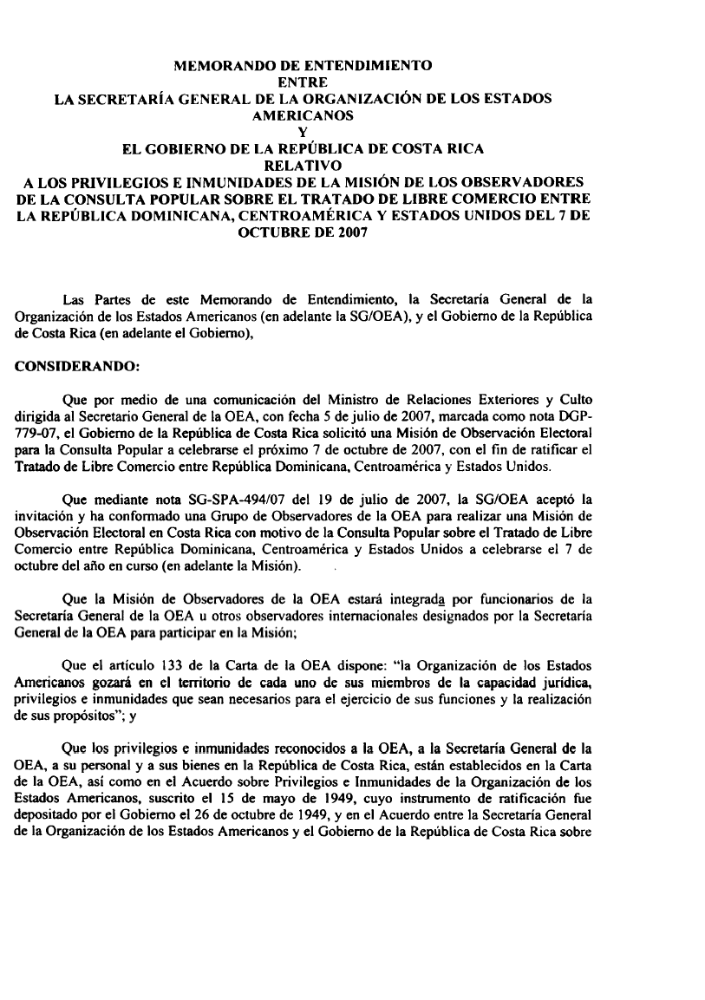 MEMORANDO DE ENTENDIMIENTO
ENTRE
LA SECRETARÍA GENERAL DE LA ORGANIZACIÓN DE LOS ESTADOS
AMERICANOS
Y
EL GOBIERNO DE LA REPÚBLICA DE COSTA RICA
RELATIVO
A LOS PRIVILEGIOS E INMUNIDADES DE LA MISIÓN DE LOS OBSERVADORES
DE LA CONSULTA POPULAR SOBRE EL TRATADO DE LIBRE COMERCIO ENTRE
LA REPÚBLICA DOMINICANA, CENTROAMÉRICA Y ESTADOS UNIDOS DEL 7 DE
OCTUBRE DE 2007
Las Partes de este Memorando de Entendimiento, la Secretaría General de la
Organización de los Estados Americanos (en adelante la SG/OEA), y el Gobierno de la República
de Costa Rica (en adelante el Gobierno),
CONSIDERANDO:
Que por medio de una comunicación del Ministro de Relaciones Exteriores y Culto
dirigida al Secretario General de la OEA, con fecha 5 de julio de 2007, marcada como nota DGP-
779-07, el Gobierno de la República de Costa Rica solicitó una Misión de Observación Electoral
para la Consulta Popular a celebrarse el próximo 7 de octubre de 2007, con el fin de ratificar el
Tratado de Libre Comercio entre República Dominicana, Centroamérica y Estados Unidos.
Que mediante nota SG-SPA-494/07 del 19 de julio de 2007, la SG/OEA aceptó la
invitación y ha conformado una Grupo de Observadores de la OEA para realizar una Misión de
Observación Electoral en Costa Rica con motivo de la Consulta Popular sobre el Tratado de Libre
Comercio entre República Dominicana, Centroamérica y Estados Unidos a celebrarse el 7 de
octubre del año en curso (en adelante la Misión).
Que la Misión de Observadores de la OEA estará integrada por funcionarios de la
Secretaría General de la OEA u otros observadores internacionales designados por la Secretaría
General de la OEA para participar en la Misión;
Que el artículo 133 de la Carta de la OEA dispone: “la Organización de los Estados
Americanos gozará en el territorio de cada uno de sus miembros de la capacidad jurídica,
privilegios e inmunidades que sean necesarios para el ejercicio de sus funciones y la realización
de sus propósitos”; y
Que los privilegios e inmunidades reconocidos a la OEA, a la Secretaría General de la
OEA, a su personal y a sus bienes en la República de Costa Rica, están establecidos en la Carta
de la OEA, así como en el Acuerdo sobre Privilegios e Inmunidades de la Organización de los
Estados Americanos, suscrito el 15 de mayo de 1949, cuyo instrumento de ratificación fue
depositado por el Gobierno el 26 de octubre de 1949, y en el Acuerdo entre la Secretaría General
de la Organización de los Estados Americanos y el Gobierno de la República de Costa Rica sobre